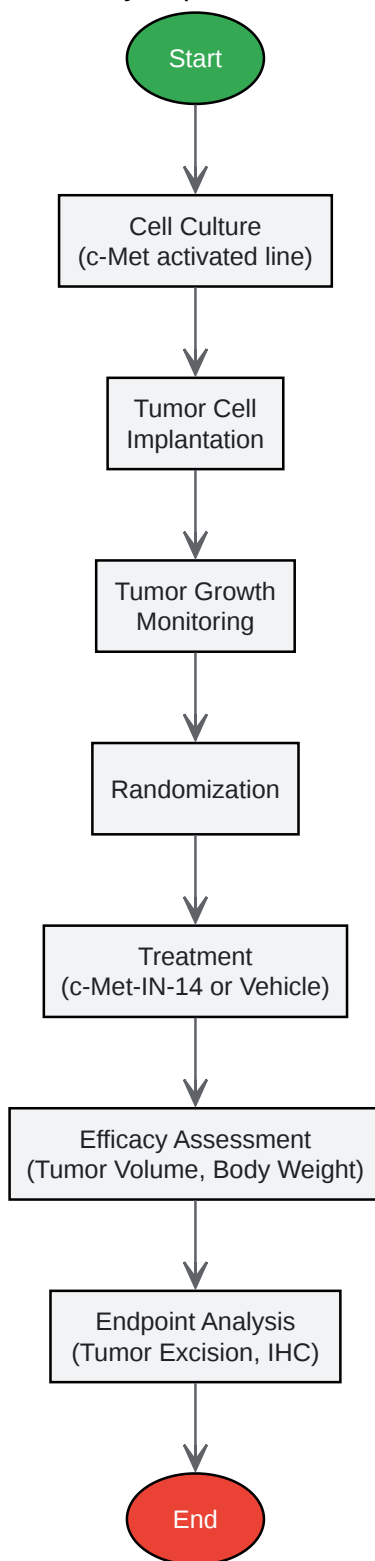 Start
Cell Culture
(c-Met activated line)
Tumor Cell
Implantation
Tumor Growth
Monitoring
Randomization
Treatment
(c-Met-IN-14 or Vehicle)
Efficacy Assessment
(Tumor Volume, Body Weight)
Endpoint Analysis
(Tumor Excision, IHC)
End